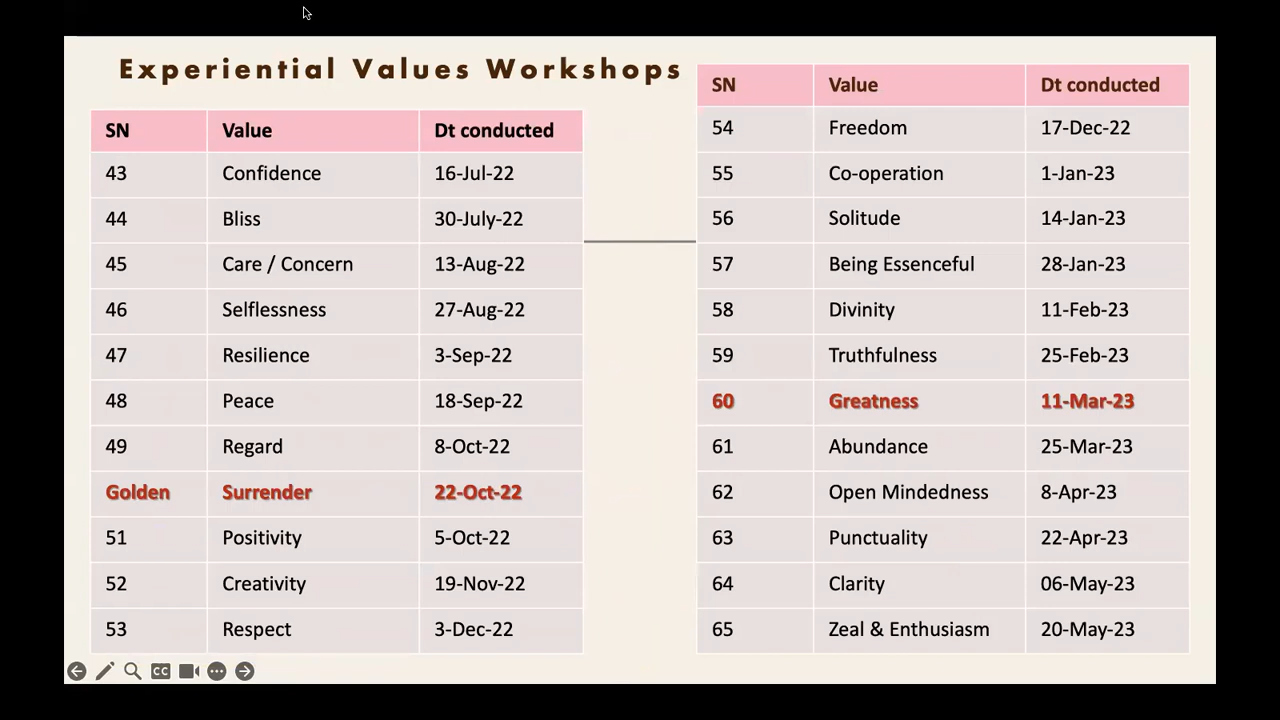 Experiential Values Workshops
SN Value Dt conducted
43 Confidence 16-Jul-22
44 Bliss 30-July-22
45 Care / Concern 13-Aug-22
46 Selflessness 27-Aug-22
47 Resilience 3-Sep-22
48 Peace 18-Sep-22
49 Regard 8-Oct-22
Golden Surrender 22-Oct-22
51 Positivity 5-Oct-22
52 Creativity 19-Nov-22
53 Respect 3-Dec-22
SN Value Dt conducted
54 Freedom 17-Dec-22
55 Co-operation 1-Jan-23
56 Solitude 14-Jan-23
57 Being Essenceful 28-Jan-23
58 Divinity 11-Feb-23
59 Truthfulness 25-Feb-23
60 Greatness 11-Mar-23
61 Abundance 25-Mar-23
62 Open Mindedness 8-Apr-23
63 Punctuality 22-Apr-23
64 Clarity 06-May-23
65 Zeal & Enthusiasm 20-May-23
CC